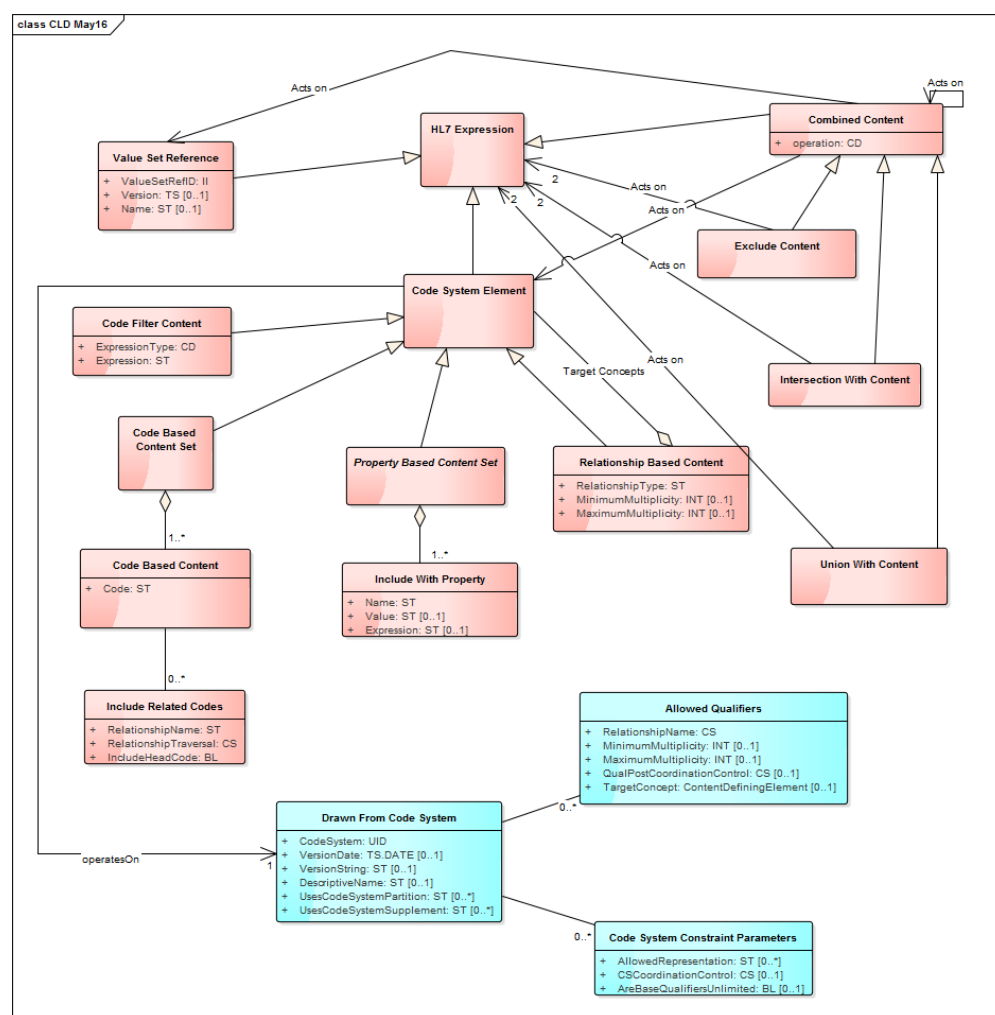 class CLD May16
Acts on
Acts on
HL7 Expression
Combined Content
+ operation: CD
Value Set Reference
+ ValueSetRefID: II
+ Version: TS [0..1]
+ Name: ST [0..1]
2
Acts on
2
2
Acts on
Exclude Content
Acts on
Code System Element
Code Filter Content
+ ExpressionType: CD
+ Expression: ST
Acts on
Target Concepts
Intersection With Content
Code Based
Content Set
Property Based Content Set
Relationship Based Content
+ RelationshipType: ST
+ MinimumMultiplicity: INT [0..1]
+ MaximumMultiplicity: INT [0..1]
1..*
1..*
Code Based Content
+ Code: ST
Include With Property
+ Name: ST
+ Value: ST [0..1]
+ Expression: ST [0..1]
Union With Content
0..*
Include Related Codes
+ RelationshipName: ST
+ RelationshipTraversal: CS
+ IncludeHeadCode: BL
Allowed Qualifiers
+ RelationshipName: CS
+ MinimumMultiplicity: INT [0..1]
+ MaximumMultiplicity: INT [0..1]
+ QualPostCoordinationControl: CS [0..1]
+ TargetConcept: ContentDefiningElement [0..1]
0..*
Drawn From Code System
+ CodeSystem: UID
+ VersionDate: TS.DATE [0..1]
+ VersionString: ST [0..1]
+ DescriptiveName: ST [0..1]
+ UsesCodeSystemPartition: ST [0..*]
+ UsesCodeSystemSupplement: ST [0..*]
operatesOn
1
0..*
Code System Constraint Parameters
+ AllowedRepresentation: ST [0..*]
+ CSCoordinationControl: CS [0..1]
+ AreBaseQualifiersUnlimited: BL [0..1]